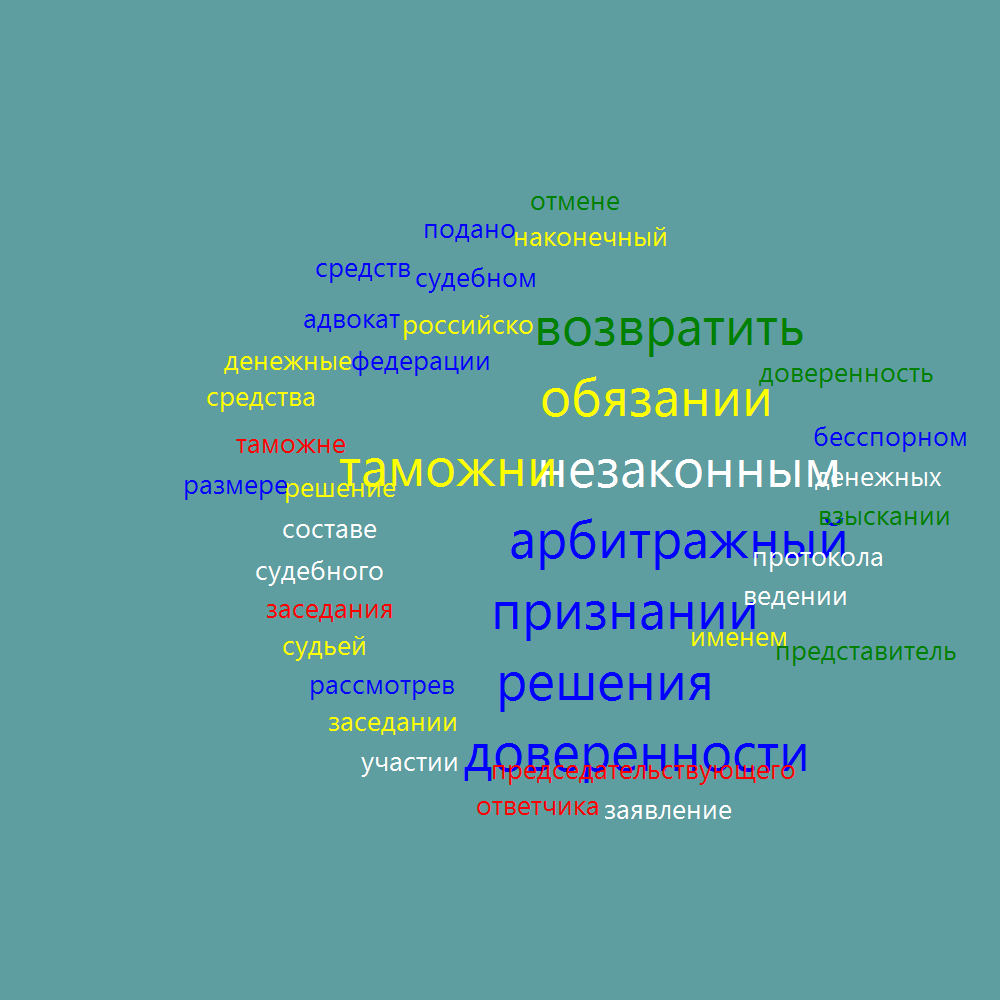 отмене
подано
наконечный
средств
судебном
адвокат
российско
возвратить
денежные
федерации
доверенность
средства
обязании
таможне
бесспорном
таможни
незаконным
денежных
размере
решение
взыскании
составе
арбитражный
протокола
судебного
ведении
заседания
признании
именем
судьей
представитель
рассмотрев
решения
заседании
участии
доверенности
председательствующего
ответчика
заявление